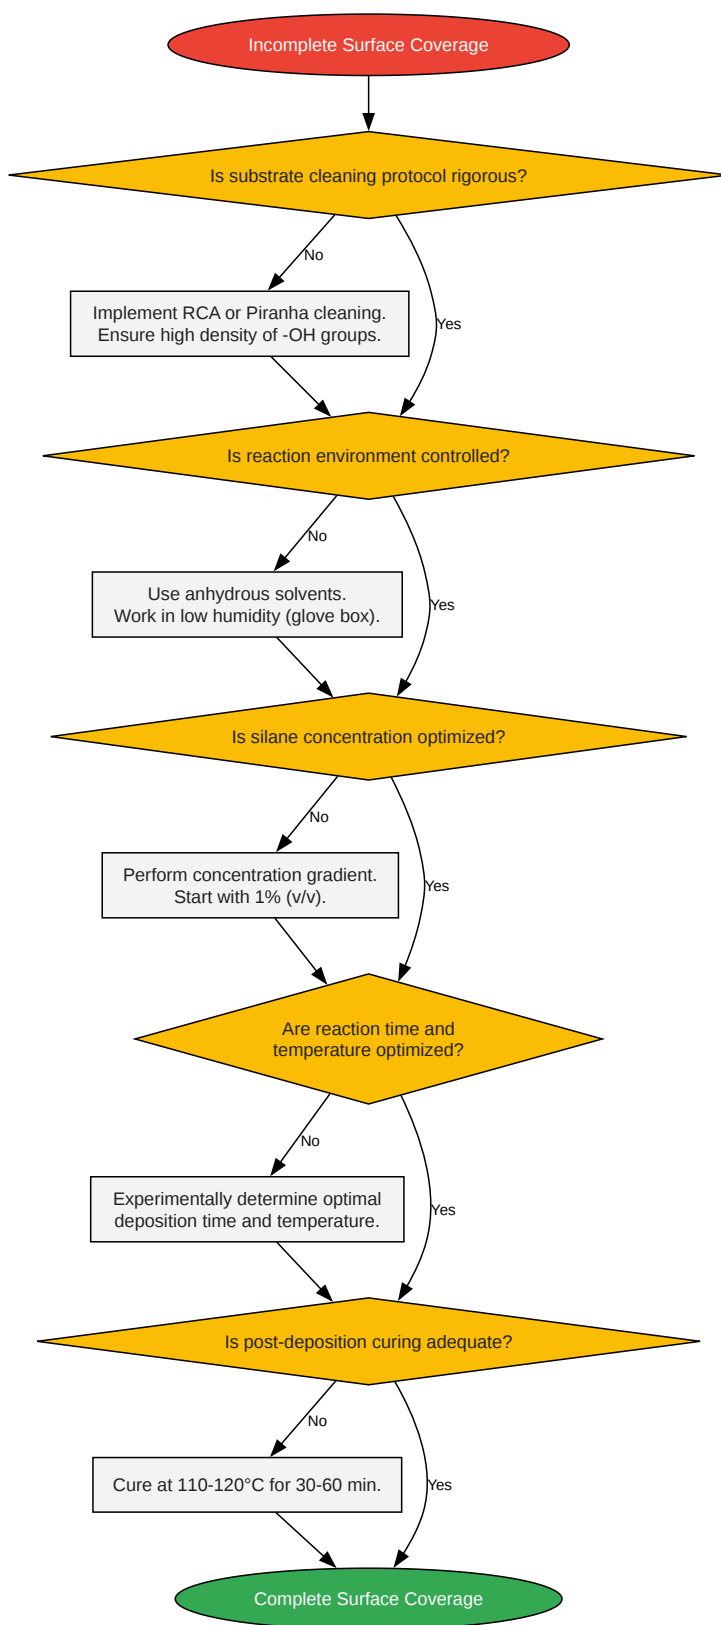 Incomplete Surface Coverage
Is substrate cleaning protocol rigorous?
No
Implement RCA or Piranha cleaning.
Ensure high density of -OH groups.
Yes
Is reaction environment controlled?
No
Use anhydrous solvents.
Work in low humidity (glove box).
Yes
Is silane concentration optimized?
No
Perform concentration gradient.
Start with 1% (v/v).
Yes
Are reaction time and
temperature optimized?
No
Experimentally determine optimal
deposition time and temperature.
Yes
Is post-deposition curing adequate?
No
Cure at 110-120°C for 30-60 min.
Yes
Complete Surface Coverage